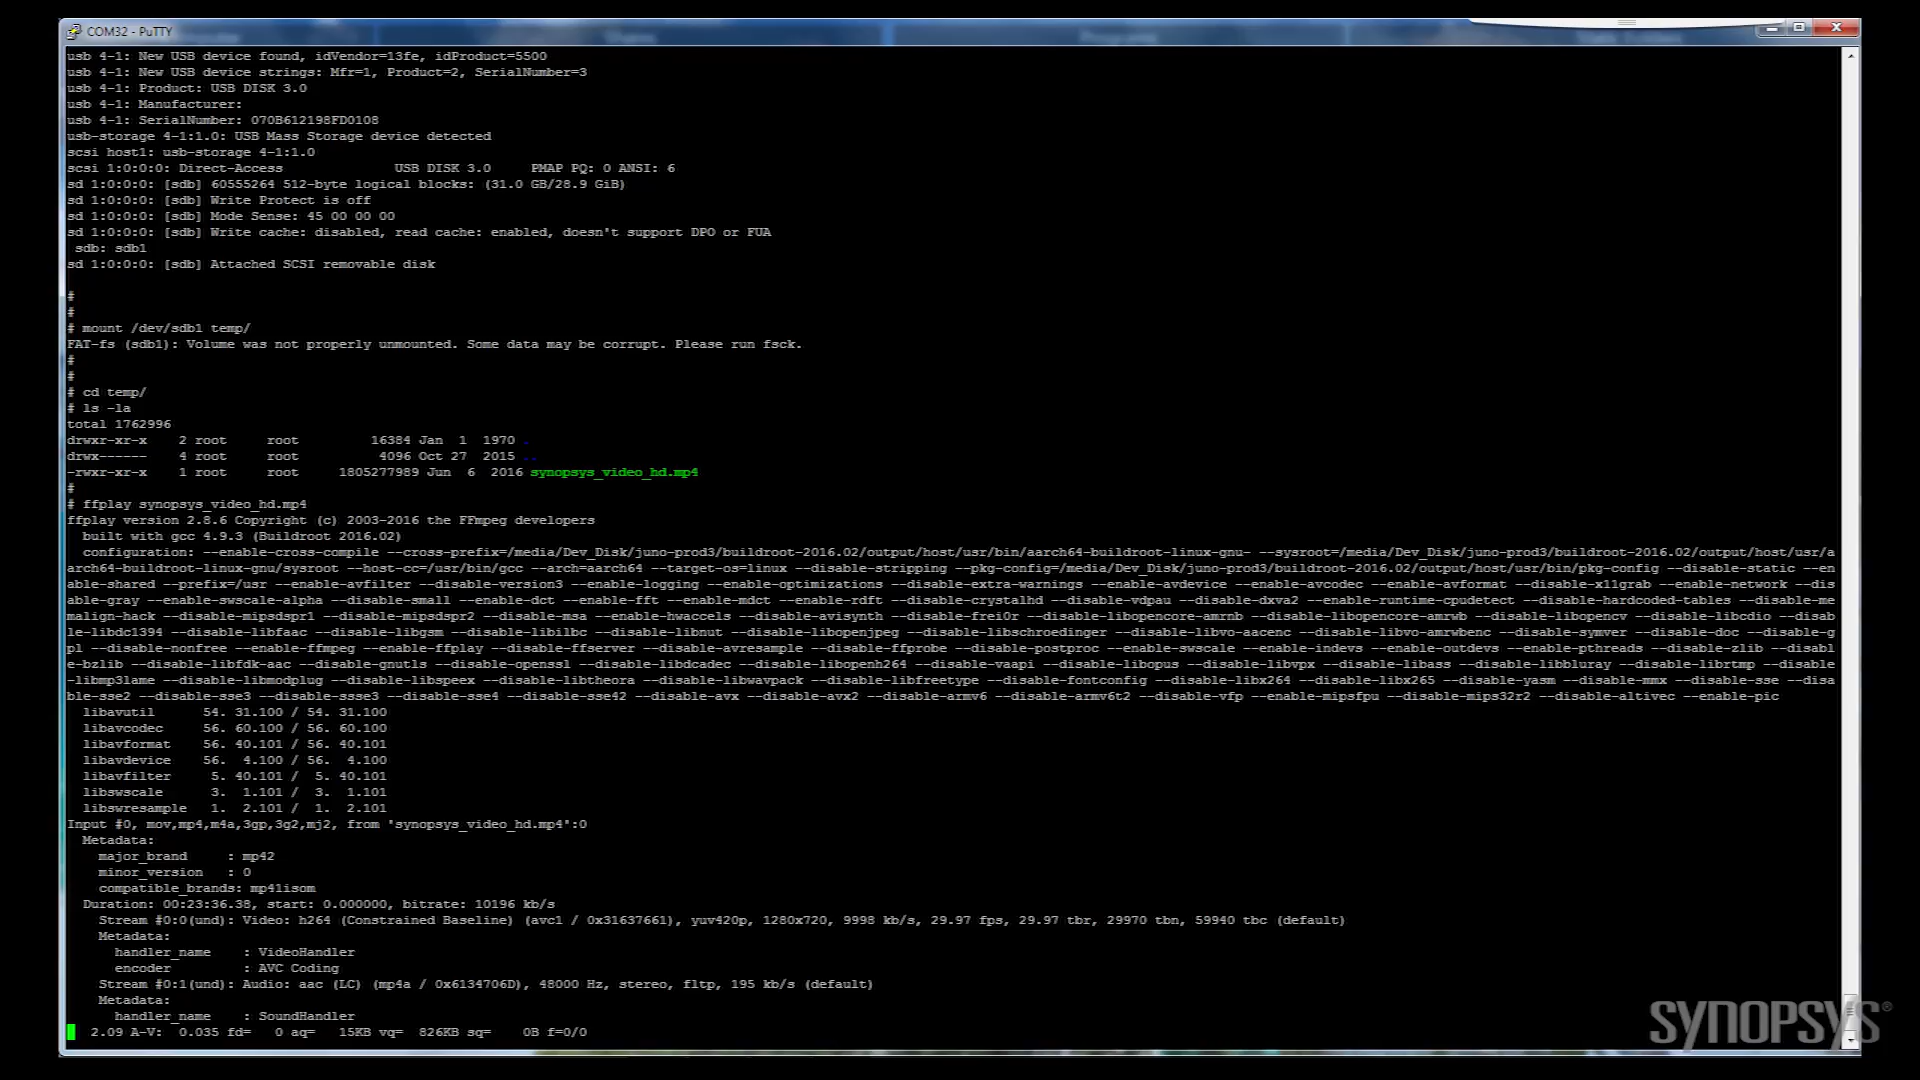 COM32 - PuTTY
usb 4-1: New USB device found, idVendor=13fe, idProduct=5500
usb 4-1: New USB device strings: Mfr=1, Product=2, SerialNumber=3
usb 4-1: Product: USB DISK 3.0
usb 4-1: Manufacturer:
usb 4-1: SerialNumber: 070B612198FD0108
usb-storage 4-1:1.0: USB Mass Storage device detected
scsi host1: usb-storage 4-1:1.0
scsi 1:0:0:0: Direct-Access              USB DISK 3.0     PMAP PQ: 0 ANSI: 6
sd 1:0:0:0: [sdb] 60555264 512-byte logical blocks: (31.0 GB/28.9 GiB)
sd 1:0:0:0: [sdb] Write Protect is off
sd 1:0:0:0: [sdb] Mode Sense: 45 00 00 00
sd 1:0:0:0: [sdb] Write cache: disabled, read cache: enabled, doesn't support DPO or FUA
 sdb: sdb1
sd 1:0:0:0: [sdb] Attached SCSI removable disk
#
#
# mount /dev/sdb1 temp/
FAT-fs (sdb1): Volume was not properly unmounted. Some data may be corrupt. Please run fsck.
#
#
# cd temp/
# ls -la
total 1762996
drwxr-xr-x    2 root     root         16384 Jan  1  1970 .
drwx------    4 root     root          4096 Oct 27  2015 ..
-rwxr-xr-x    1 root     root     1805277989 Jun  6  2016 synopsys_video_hd.mp4
#
# ffplay synopsys_video_hd.mp4
ffplay version 2.8.6 Copyright (c) 2003-2016 the FFmpeg developers
  built with gcc 4.9.3 (Buildroot 2016.02)
  configuration: --enable-cross-compile --cross-prefix=/media/Dev_Disk/juno-prod3/buildroot-2016.02/output/host/usr/bin/aarch64-buildroot-linux-gnu- --sysroot=/media/Dev_Disk/juno-prod3/buildroot-2016.02/output/host/usr/a
arch64-buildroot-linux-gnu/sysroot --host-cc=/usr/bin/gcc --arch=aarch64 --target-os=linux --disable-stripping --pkg-config=/media/Dev_Disk/juno-prod3/buildroot-2016.02/output/host/usr/bin/pkg-config --disable-static --en
able-shared --prefix=/usr --enable-avfilter --disable-version3 --enable-logging --enable-optimizations --disable-extra-warnings --enable-avdevice --enable-avcodec --enable-avformat --disable-x11grab --enable-network --dis
able-gray --enable-swscale-alpha --disable-small --enable-dct --enable-fft --enable-mdct --enable-rdft --disable-crystalhd --disable-vdpau --disable-dxva2 --enable-runtime-cpudetect --disable-hardcoded-tables --disable-me
malign-hack --disable-mipsdspr1 --disable-mipsdspr2 --disable-msa --enable-hwaccels --disable-avisynth --disable-frei0r --disable-libopencore-amrnb --disable-libopencore-amrwb --disable-libopencv --disable-libcdio --disab
le-libdc1394 --disable-libfaac --disable-libgsm --disable-libilbc --disable-libnut --disable-libopenjpeg --disable-libschroedinger --disable-libvo-aacenc --disable-libvo-amrwbenc --disable-symver --disable-doc --disable-g
pl --disable-nonfree --enable-ffmpeg --enable-ffplay --disable-ffserver --disable-avresample --disable-ffprobe --disable-postproc --enable-swscale --enable-indevs --enable-outdevs --enable-pthreads --disable-zlib --disabl
e-bzlib --disable-libfdk-aac --disable-gnutls --disable-openssl --disable-libdcadec --disable-libopenh264 --disable-vaapi --disable-libopus --disable-libvpx --disable-libass --disable-libbluray --disable-librtmp --disable
-libmp3lame --disable-libmodplug --disable-libspeex --disable-libtheora --disable-libwavpack --disable-libfreetype --disable-fontconfig --disable-libx264 --disable-libx265 --disable-yasm --disable-mmx --disable-sse --disa
ble-sse2 --disable-sse3 --disable-ssse3 --disable-sse4 --disable-sse42 --disable-avx --disable-avx2 --disable-armv6 --disable-armv6t2 --disable-vfp --enable-mipsfpu --disable-mips32r2 --disable-altivec --enable-pic
  libavutil      54. 31.100 / 54. 31.100
  libavcodec     56. 60.100 / 56. 60.100
  libavformat    56. 40.101 / 56. 40.101
  libavdevice    56.  4.100 / 56.  4.100
  libavfilter     5. 40.101 /  5. 40.101
  libswscale      3.  1.101 /  3.  1.101
  libswresample   1.  2.101 /  1.  2.101
Input #0, mov,mp4,m4a,3gp,3g2,mj2, from 'synopsys_video_hd.mp4':0
  Metadata:
    major_brand     : mp42
    minor_version   : 0
    compatible_brands: mp41isom
  Duration: 00:23:36.38, start: 0.000000, bitrate: 10196 kb/s
    Stream #0:0(und): Video: h264 (Constrained Baseline) (avc1 / 0x31637661), yuv420p, 1280x720, 9998 kb/s, 29.97 fps, 29.97 tbr, 29970 tbn, 59940 tbc (default)
    Metadata:
      handler_name    : VideoHandler
      encoder         : AVC Coding
    Stream #0:1(und): Audio: aac (LC) (mp4a / 0x6134706D), 48000 Hz, stereo, fltp, 195 kb/s (default)
    Metadata:
      handler_name    : SoundHandler
   2.09 A-V:  0.035 fd=   0 aq=   15KB vq=  826KB sq=    0B f=0/0
SYNOPSYS®